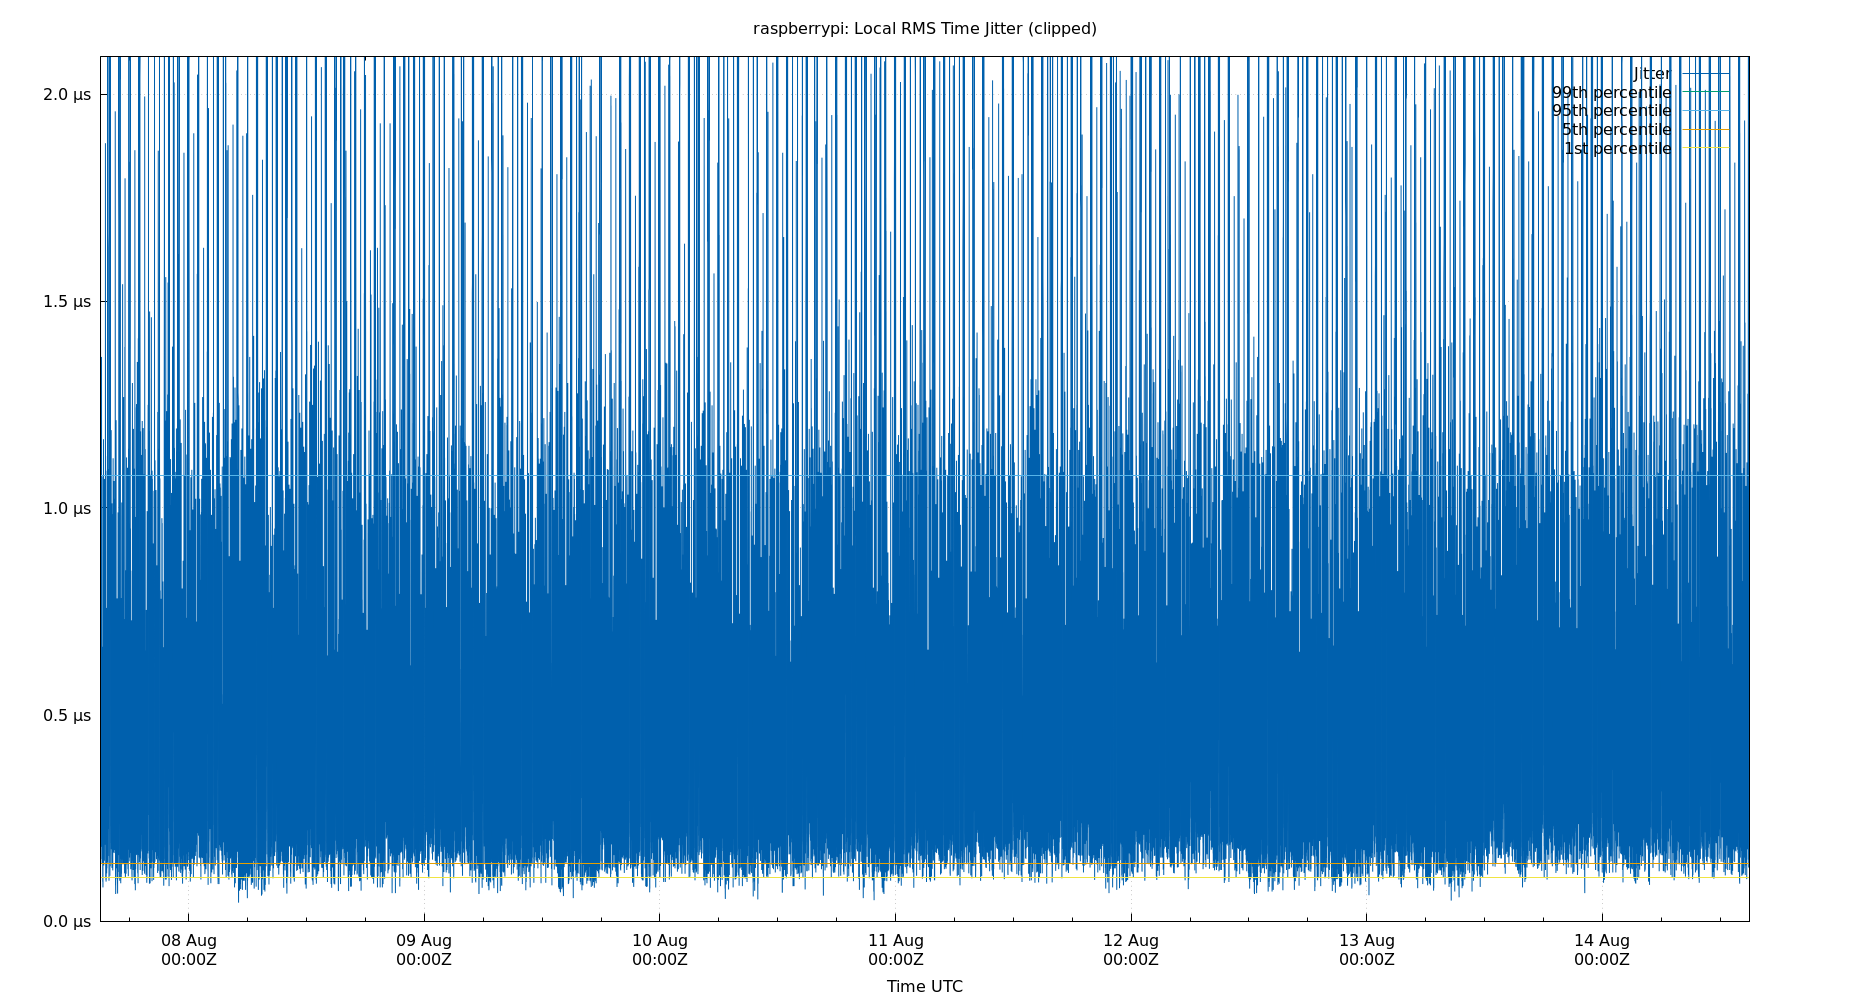 raspberrypi: Local RMS Time Jitter (clipped)
2.0 µs
1.5 µs
1.0 µs
0.5 µs
0.0 µs
Jitter
99th percentile
95th percentile
5th percentile
1st percentile
08 Aug 09 Aug 10 Aug 11 Aug 12 Aug 13 Aug 14 Aug
00:00Z 00:00Z 00:00Z 00:00Z 00:00Z 00:00Z 00:00Z
Time UTC